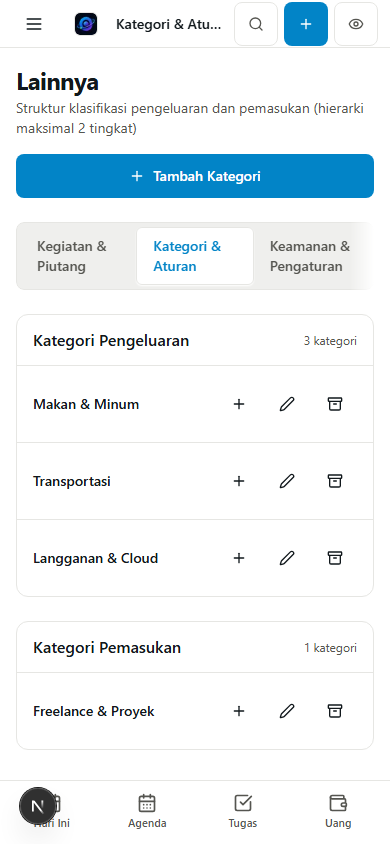 Kategori & Atu...
Lainnya
Struktur klasifikasi pengeluaran dan pemasukan (hierarki
maksimal 2 tingkat)
Tambah Kategori
Kegiatan &
Piutang
Kategori &
Aturan
Keamanan &
Pengaturan
Kategori Pengeluaran
3 kategori
Makan & Minum
Transportasi
Langganan & Cloud
Kategori Pemasukan
1 kategori
Freelance & Proyek
N
Hari Ini
Agenda
Tugas
Uang